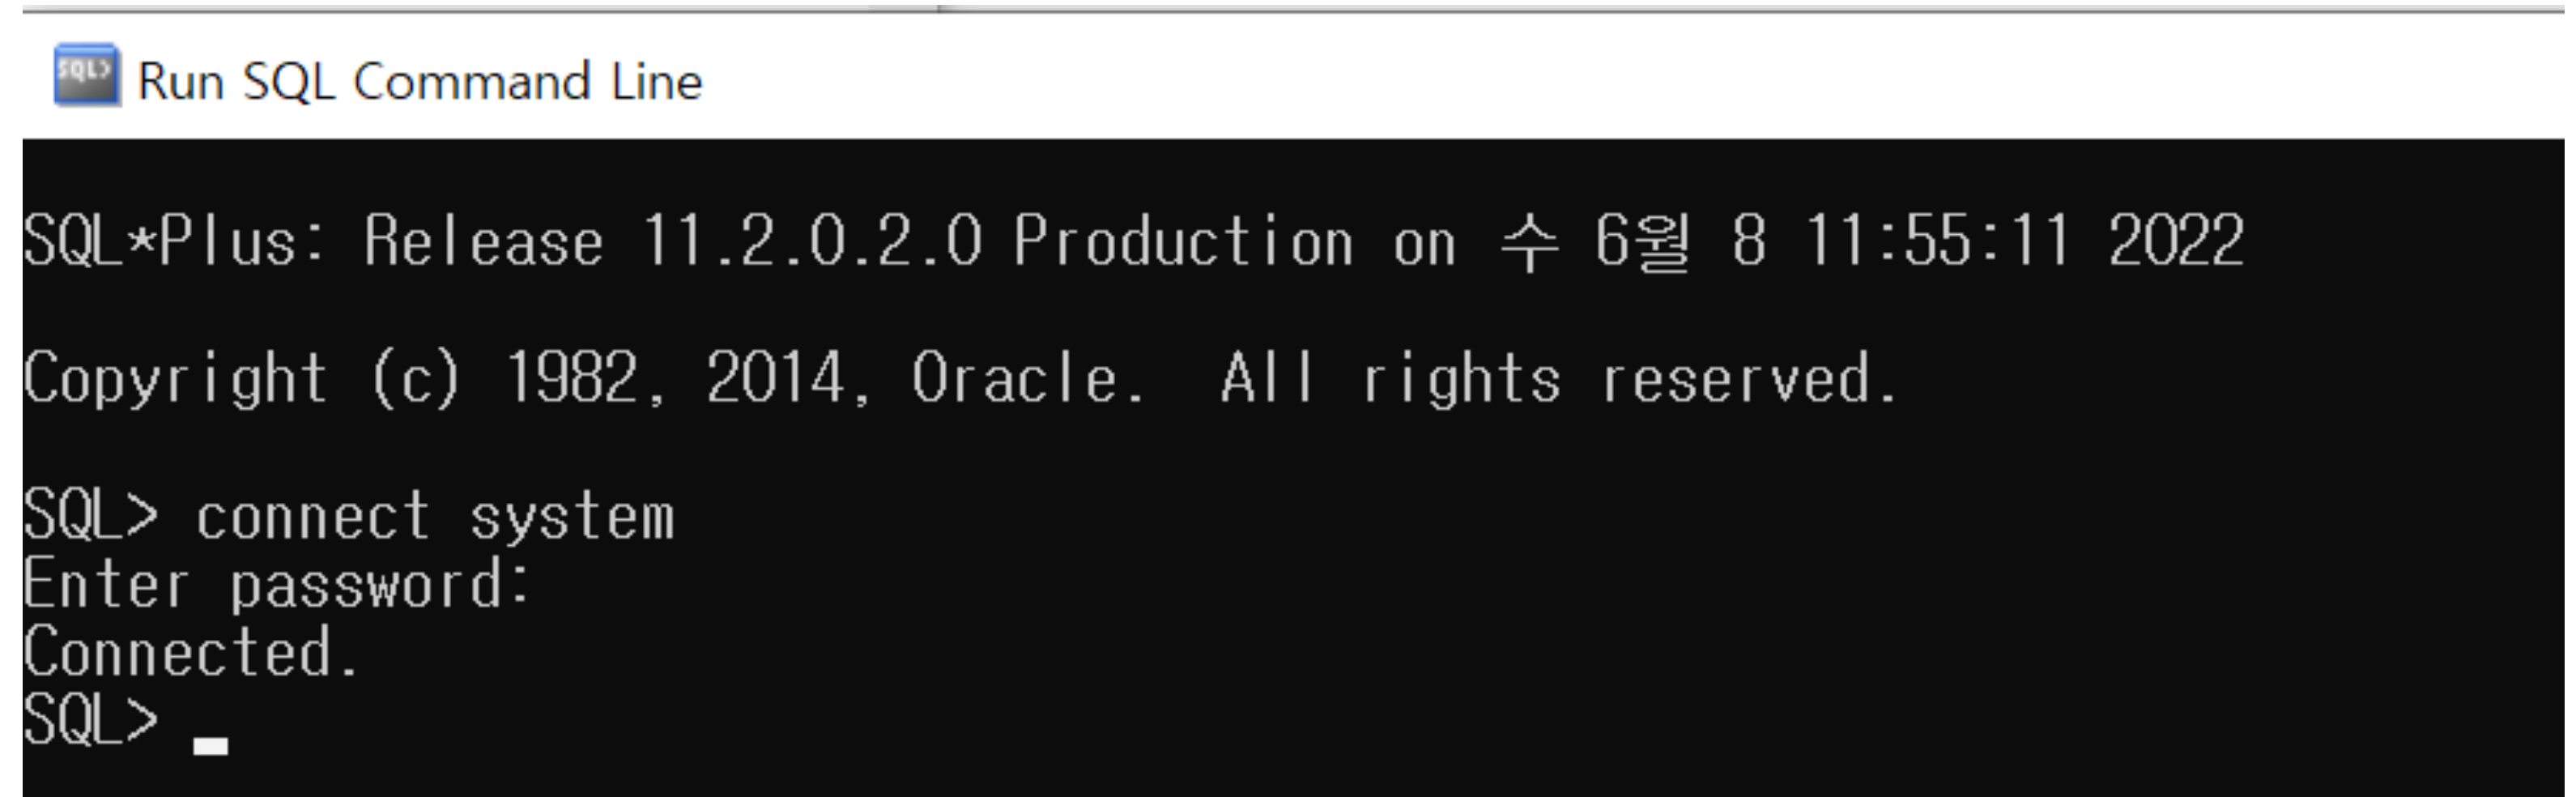 SQL>
Run SQL Command Line
SQL*Plus: Release 11.2.0.2.0 Production on 수 6월 8 11:55:11 2022
Copyright (c) 1982, 2014, Oracle.  All rights reserved.
SQL> connect system
Enter password:
Connected.
SQL>